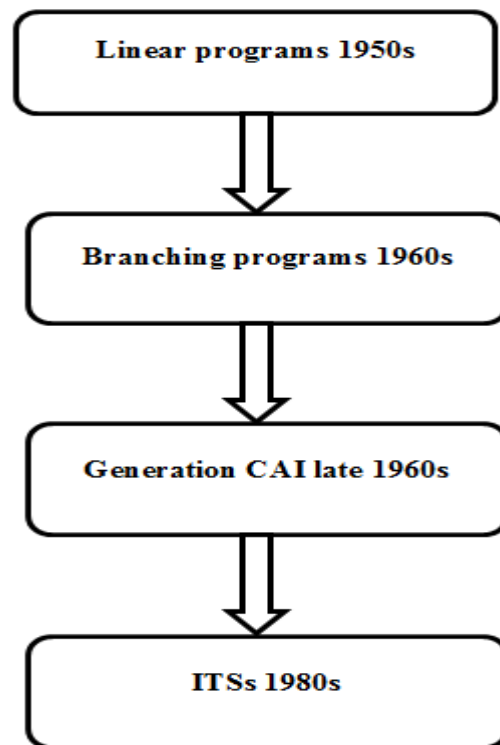 Linear programs 1950s
Branching programs 1960s
Generation CAI late 1960s
ITSs 1980s